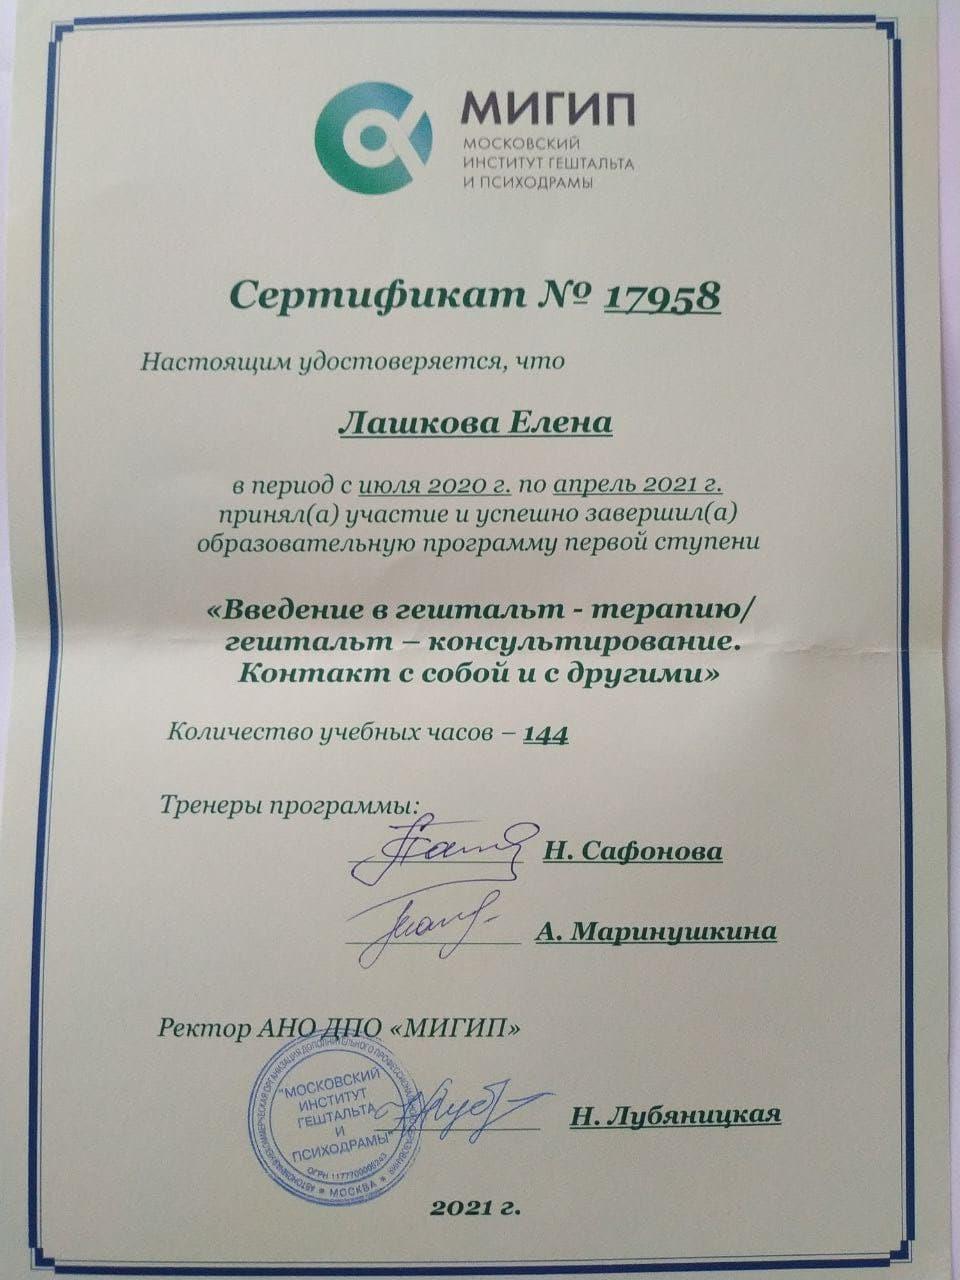 МИГИП
МОСКОВСКИЙ
ИНСТИТУТ ГЕШТАЛЬТА
И ПСИХОДРАМЫ
Сертификат № 17958
Настоящим удостоверяется, что
Лашкова Елена
в период с июля 2020 г. по апрель 2021 г.
принял(а) участие и успешно завершил(а)
образовательную программу первой ступени
«Введение в гештальт - терапию/
гештальт – консультирование.
Контакт с собой и с другими»
Количество учебных часов – 144
Тренеры программы:
Н. Сафонова
А. Маринушкина
Ректор АНО ДПО «МИГИП»
"МОСКОВСКИЙ
ИНСТИТУТ
ГЕШТАЛЬТА
И
ПСИХОДРАМЫ"
МОСКВА
Н. Лубяницкая
2021 г.